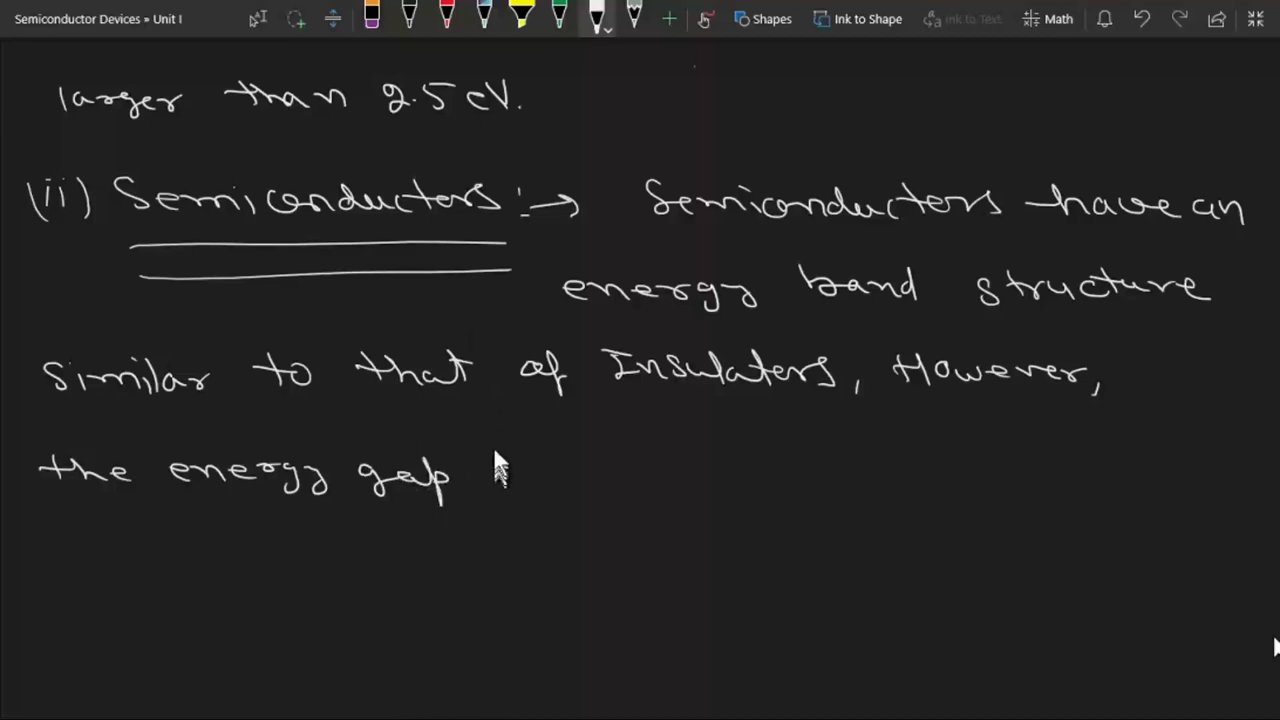 Semiconductor Devices » Unit I
Shapes
Ink to Shape
Ink to Text
Math
larger than 2.5 eV.
(ii) Semiconductors :→ Semiconductors have an
energy band structure
similar to that of Insulators, However,
the energy gap